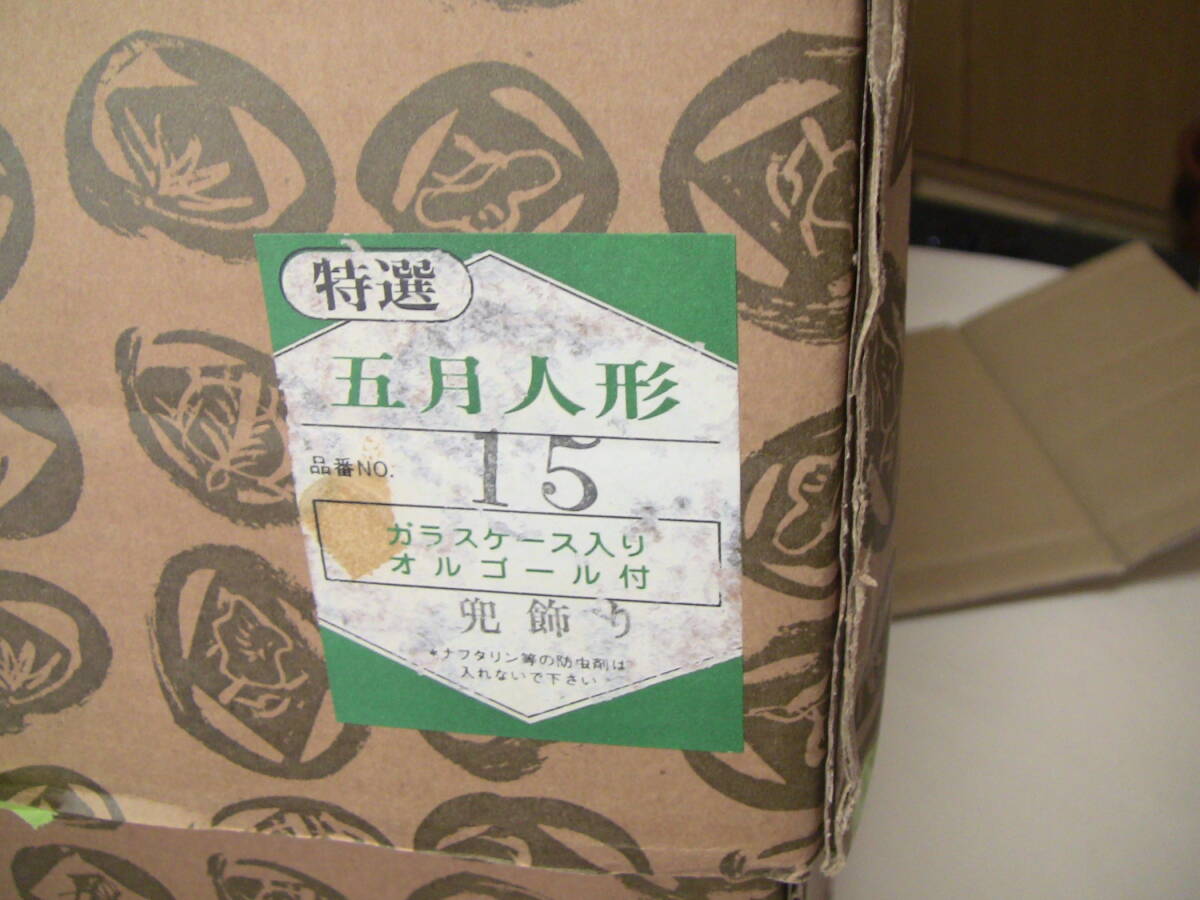 特選
五月人形
品番NO. 15
ガラスケース入り
オルゴール付
兜飾り
*ナフタリン等の防虫剤は
入れないで下さい